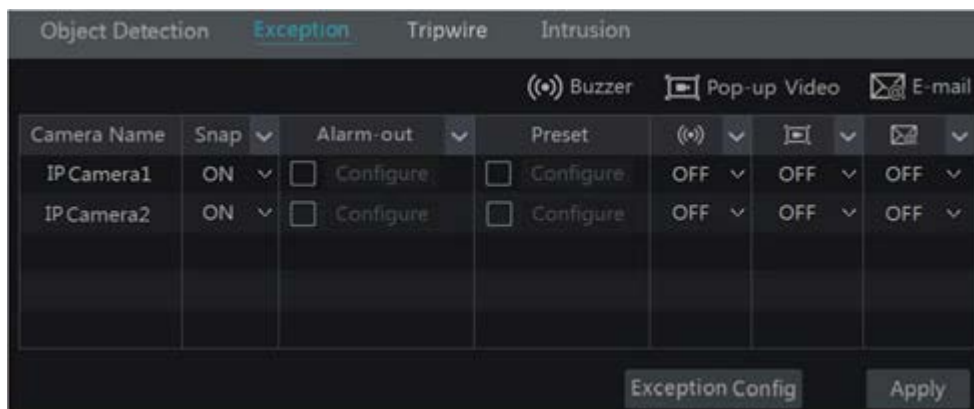 Object Detection Exception Tripwire Intrusion
Buzzer Pop-up Video E-mail
Camera Name Snap Alarm-out Preset
IP Camera1 ON Configure Configure OFF OFF OFF
IP Camera2 ON Configure Configure OFF OFF OFF
Exception Config Apply